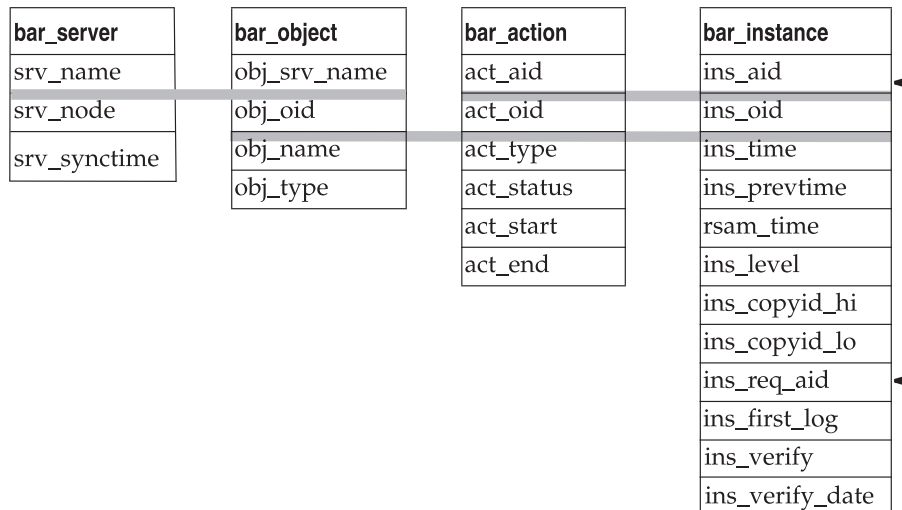 bar_server
srv_name
srv_node
srv_synctime
bar_object
obj_srv_name
obj_oid
obj_name
obj_type
bar_action
act_aid
act_oid
act_type
act_status
act_start
act_end
bar_instance
ins_aid
ins_oid
ins_time
ins_prevtime
rsam_time
ins_level
ins_copyid_hi
ins_copyid_lo
ins_req_aid
ins_first_log
ins_verify
ins_verify_date